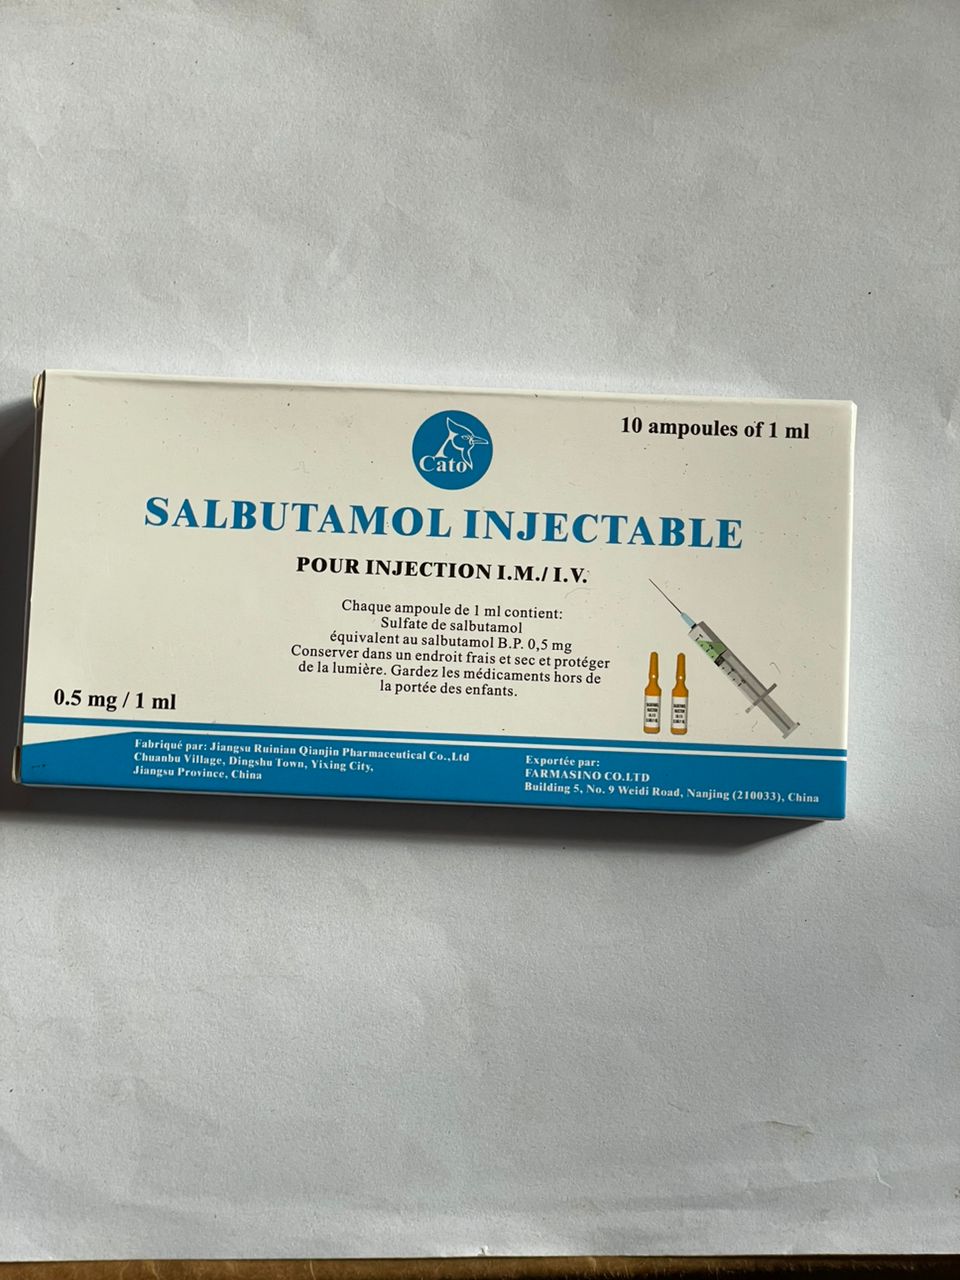 Cato
10 ampoules of 1 ml
SALBUTAMOL INJECTABLE
POUR INJECTION I.M./ I.V.
Chaque ampoule de 1 ml contient:
Sulfate de salbutamol
équivalent au salbutamol B.P. 0,5 mg
Conserver dans un endroit frais et sec et protéger
de la lumière. Gardez les médicaments hors de
la portée des enfants.
0.5 mg / 1 ml
Fabriqué par: Jiangsu Ruinian Qianjin Pharmaceutical Co.,Ltd
Chuanbu Village, Dingshu Town, Yixing City,
Jiangsu Province, China
Exportée par:
FARMASINO CO.LTD
Building 5, No. 9 Weidi Road, Nanjing (210033), China